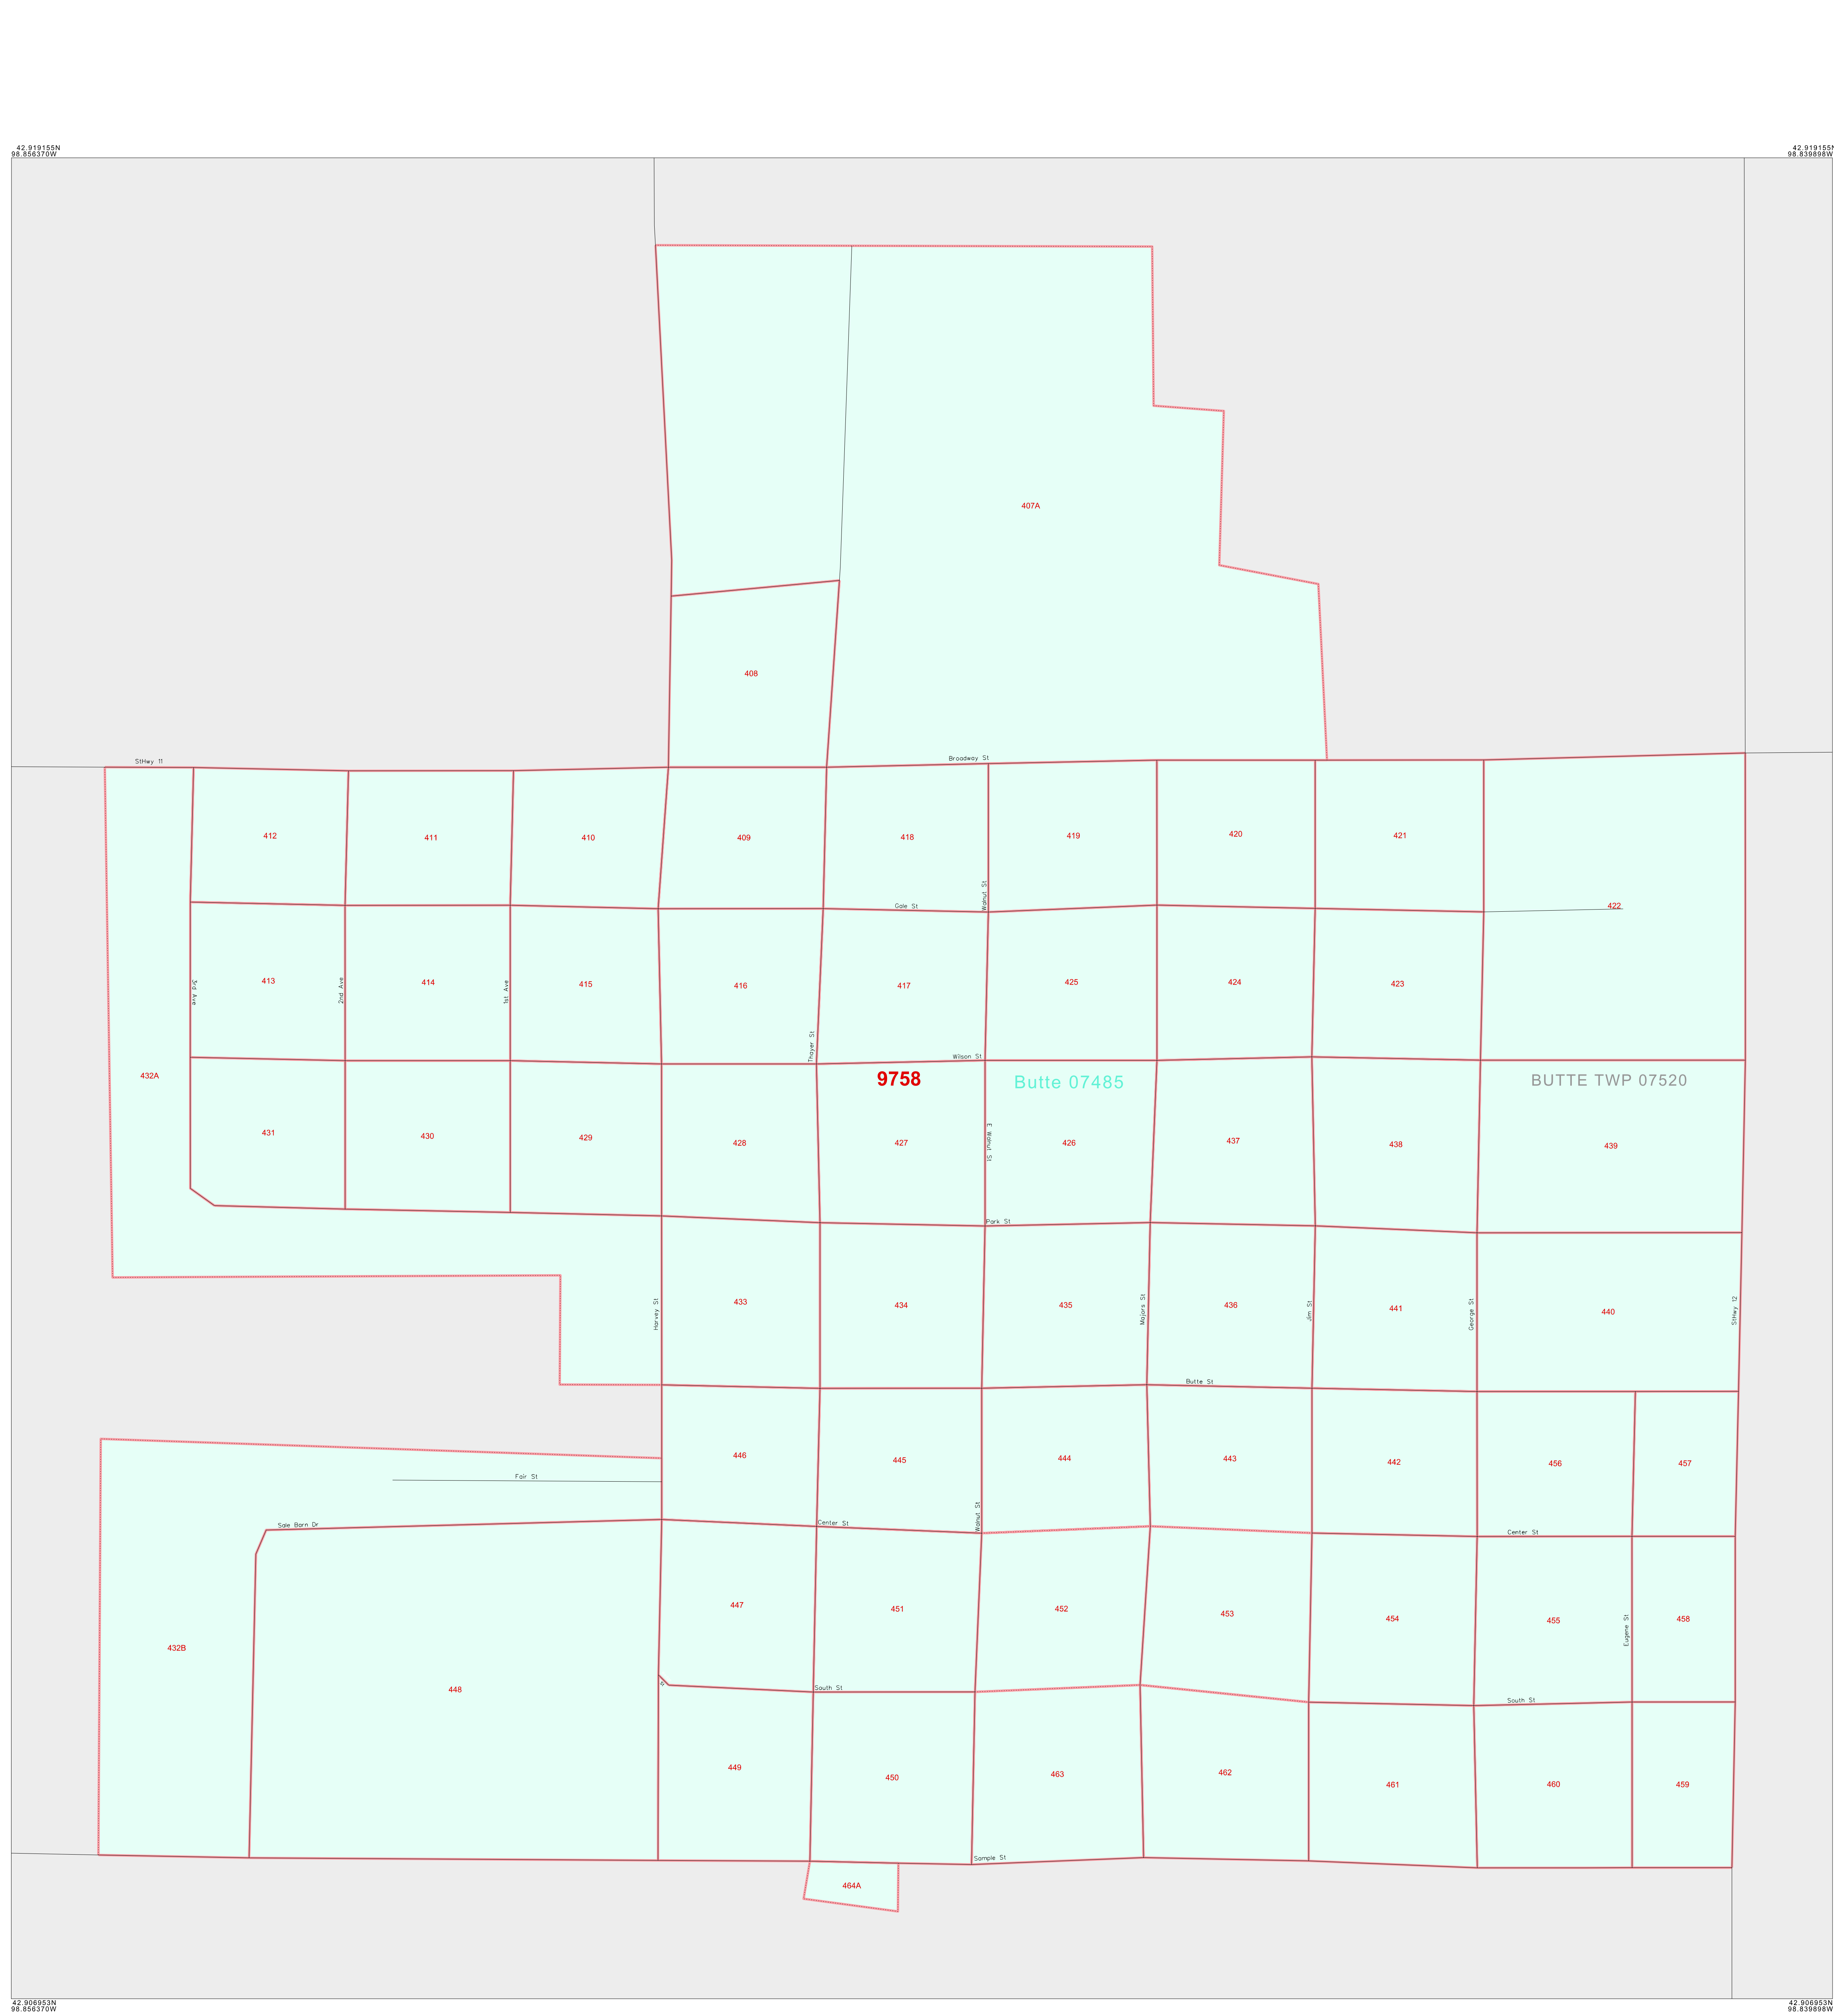 42.919155N
98.856370W
42.919155N
98.839898W
407A
408
StHwy 11
Broadway St
412
411
410
409
418
419
420
421
Walnut St
Gale St
422
413
414
415
416
417
425
424
423
3rd Ave
2nd Ave
1st Ave
Thayer St
Wilson St
432A
9758
Butte 07485
BUTTE TWP 07520
431
430
429
428
427
E Walnut St
426
437
438
439
Park St
Harvey St
433
434
435
Majors St
436
Jim St
441
George St
440
StHwy 12
Butte St
446
445
444
443
442
456
457
Fair St
Sale Barn Dr
Center St
Walnut St
Center St
432B
448
447
451
452
453
454
455
Eugene St
458
South St
South St
449
450
463
462
461
460
459
Sample St
464A
42.906953N
98.856370W
42.906953N
98.839898W